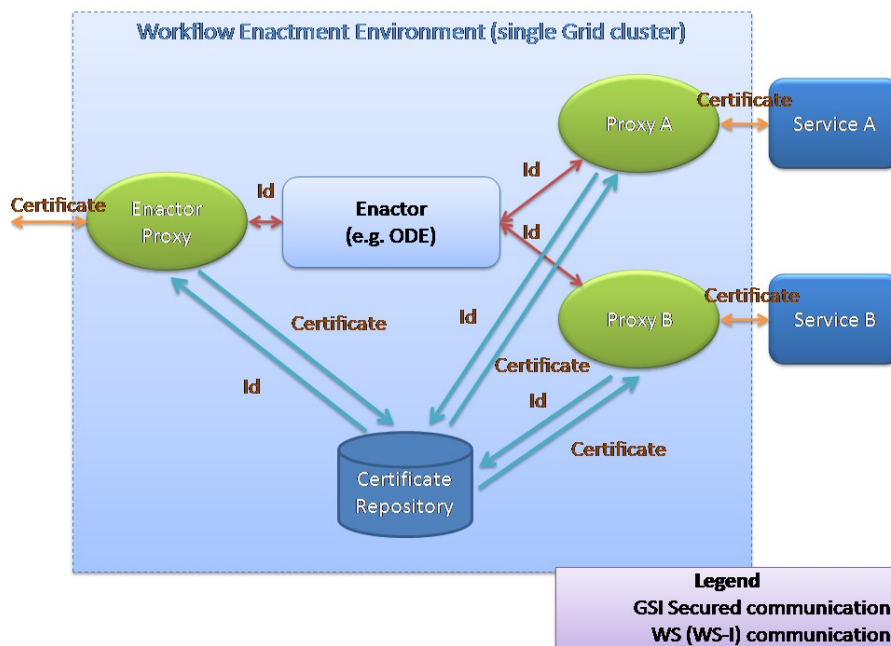 Workflow Enactment Environment (single Grid cluster)
Certificate
Proxy A
Service A
Id
Id
Certificate
Enactor
Proxy
Enactor
(e.g. ODE)
Id
Certificate
Proxy B
Service B
Id
Certificate
Certificate
Id
Id
Certificate
Certificate
Repository
Legend
GSI Secured communication
WS (WS-I) communication